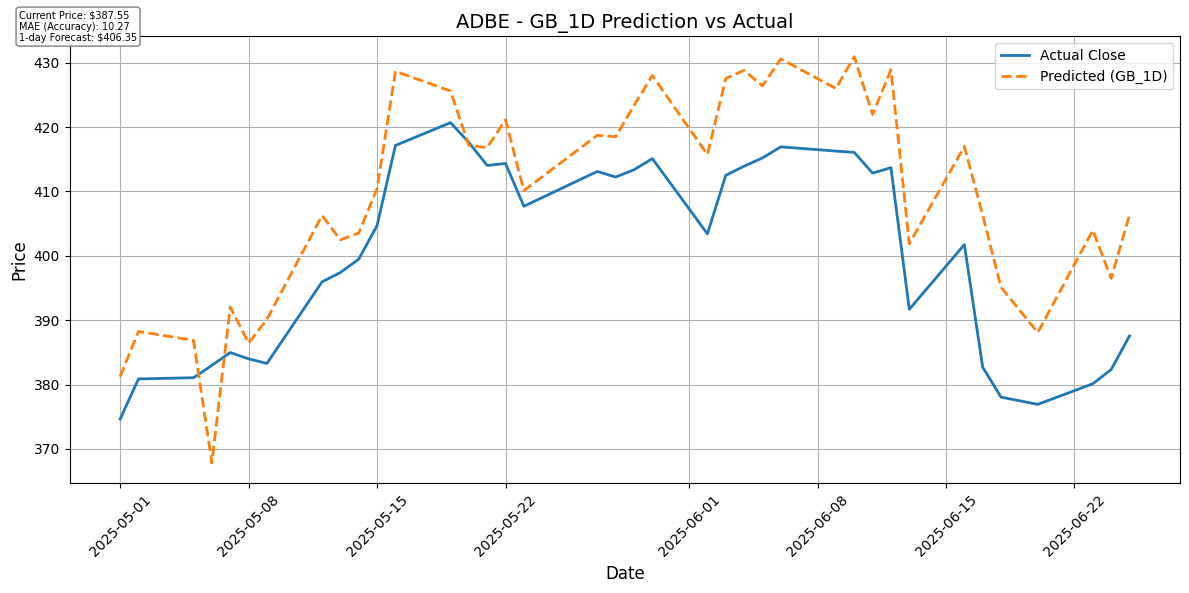 ADBE - GB_1D Prediction vs Actual
Current Price: $387.55
MAE (Accuracy): 10.27
1-day Forecast: $406.35
Actual Close
Predicted (GB_1D)
Price
430
420
410
400
390
380
370
2025-05-01
2025-05-08
2025-05-15
2025-05-22
2025-06-01
2025-06-08
2025-06-15
2025-06-22
Date